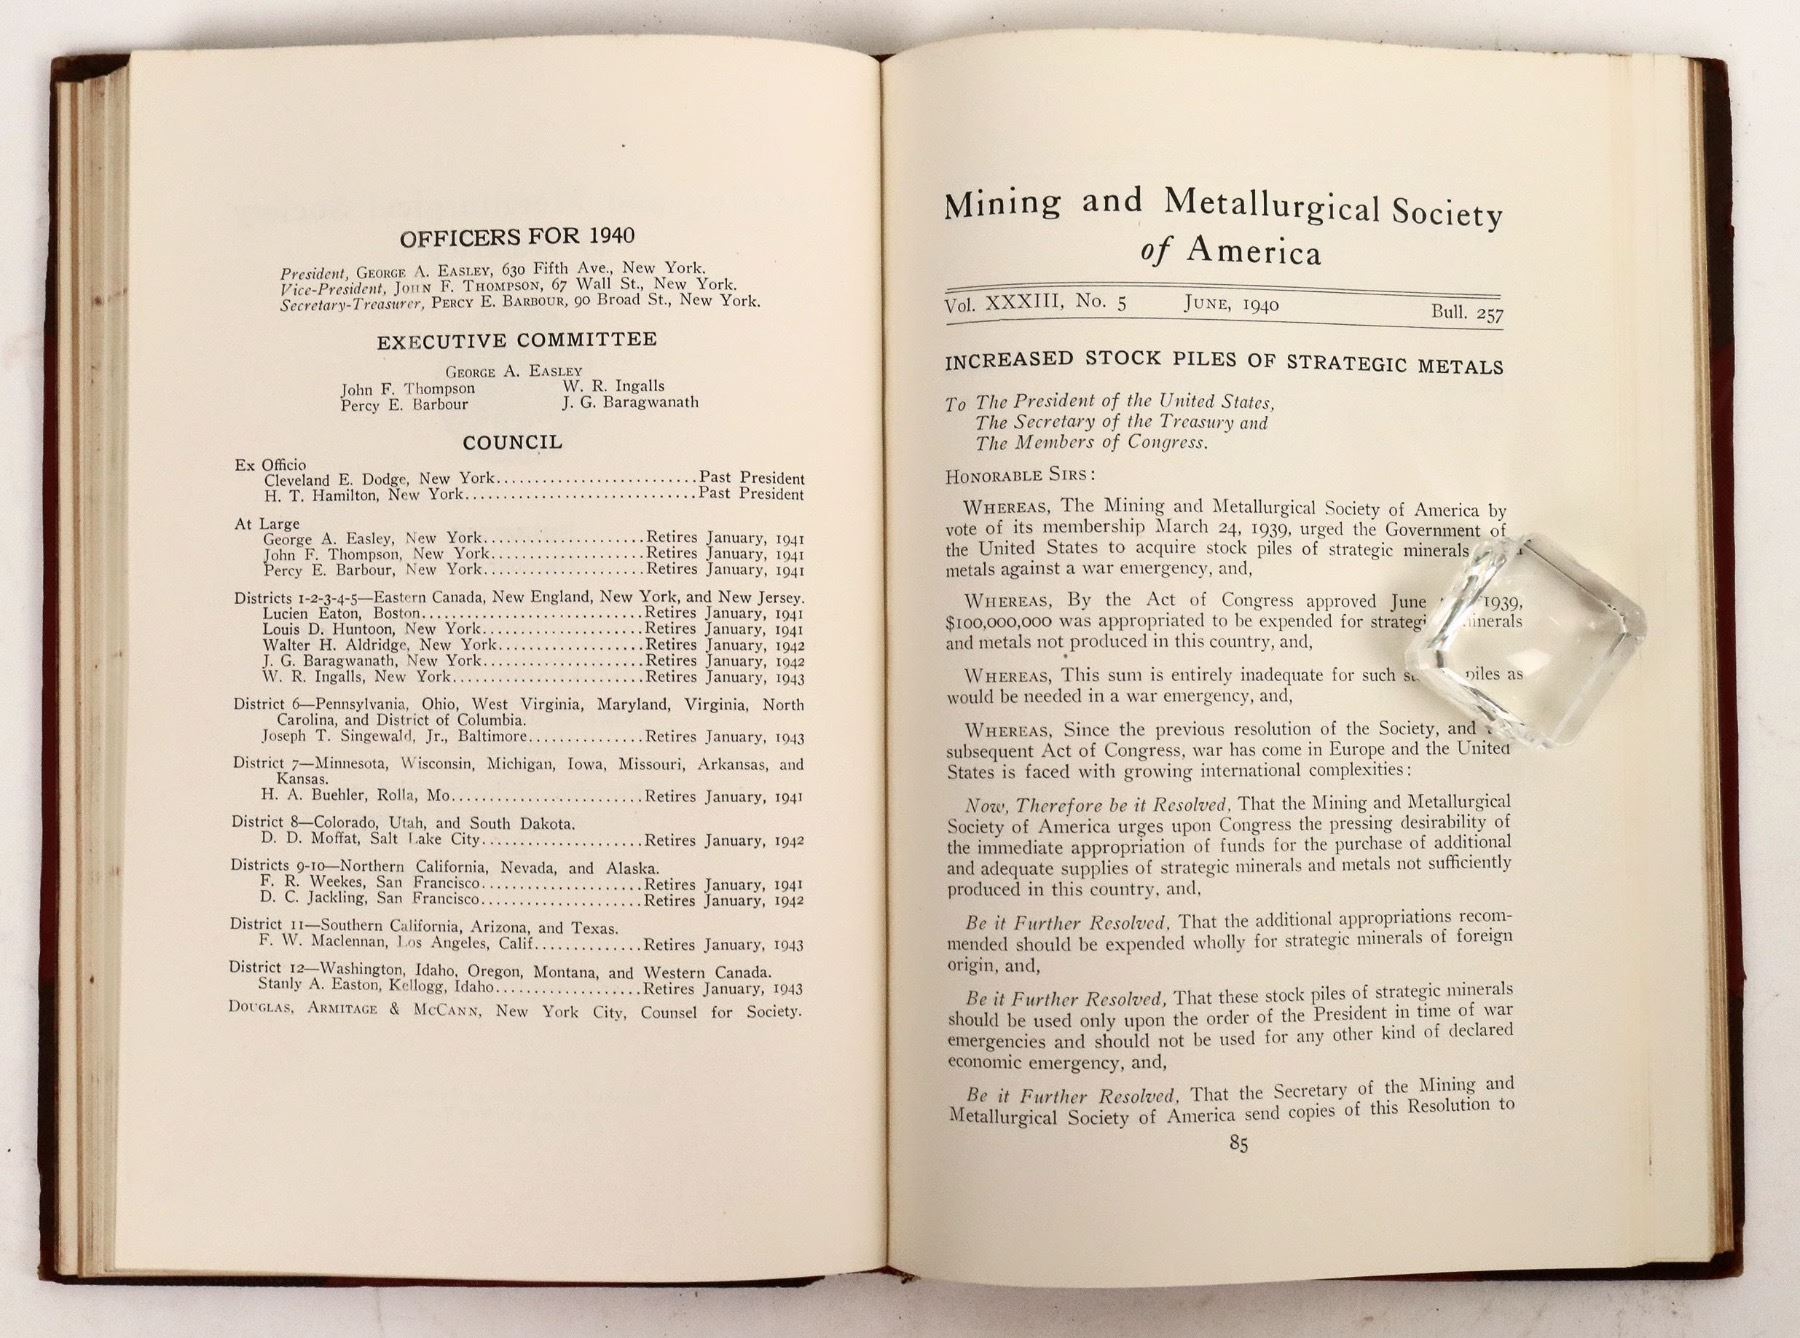 OFFICERS FOR 1940
President, GEORGE A. EASLEY, 630 Fifth Ave., New York.
Vice-President, JOHN F. THOMPSON, 67 Wall St., New York.
Secretary-Treasurer, PERCY E. BARBOUR, 90 Broad St., New York.
EXECUTIVE COMMITTEE
GEORGE A. EASLEY
John F. Thompson W. R. Ingalls
Percy E. Barbour J. G. Baragwanath
COUNCIL
Ex Officio
Cleveland E. Dodge, New York..........................Past President
H. T. Hamilton, New York..............................Past President
At Large
George A. Easley, New York.....................Retires January, 1941
John F. Thompson, New York....................Retires January, 1941
Percy E. Barbour, New York.....................Retires January, 1941
Districts 1-2-3-4-5—Eastern Canada, New England, New York, and New Jersey.
Lucien Eaton, Boston............................Retires January, 1941
Louis D. Huntoon, New York.....................Retires January, 1941
Walter H. Aldridge, New York...................Retires January, 1942
J. G. Baragwanath, New York.....................Retires January, 1942
W. R. Ingalls, New York.........................Retires January, 1943
District 6—Pennsylvania, Ohio, West Virginia, Maryland, Virginia, North
Carolina, and District of Columbia.
Joseph T. Singewald, Jr., Baltimore...............Retires January, 1943
District 7—Minnesota, Wisconsin, Michigan, Iowa, Missouri, Arkansas, and
Kansas.
H. A. Buehler, Rolla, Mo.........................Retires January, 1941
District 8—Colorado, Utah, and South Dakota.
D. D. Moffat, Salt Lake City.....................Retires January, 1942
Districts 9-10—Northern California, Nevada, and Alaska.
F. R. Weekes, San Francisco.....................Retires January, 1941
D. C. Jackling, San Francisco.....................Retires January, 1942
District 11—Southern California, Arizona, and Texas.
F. W. Maclennan, Los Angeles, Calif..............Retires January, 1943
District 12—Washington, Idaho, Oregon, Montana, and Western Canada.
Stanly A. Easton, Kellogg, Idaho...................Retires January, 1943
DOUGLAS, ARMITAGE & MCCANN, New York City, Counsel for Society.
Mining and Metallurgical Society
of America
Vol. XXXIII, No. 5 JUNE, 1940 Bull. 257
INCREASED STOCK PILES OF STRATEGIC METALS
To The President of the United States,
The Secretary of the Treasury and
The Members of Congress.
HONORABLE SIRS:
WHEREAS, The Mining and Metallurgical Society of America by
vote of its membership March 24, 1939, urged the Government of
the United States to acquire stock piles of strategic minerals
metals against a war emergency, and,
WHEREAS, By the Act of Congress approved June 1939,
$100,000,000 was appropriated to be expended for strategic minerals
and metals not produced in this country, and,
WHEREAS, This sum is entirely inadequate for such piles as
would be needed in a war emergency, and,
WHEREAS, Since the previous resolution of the Society, and
subsequent Act of Congress, war has come in Europe and the United
States is faced with growing international complexities:
Now, Therefore be it Resolved, That the Mining and Metallurgical
Society of America urges upon Congress the pressing desirability of
the immediate appropriation of funds for the purchase of additional
and adequate supplies of strategic minerals and metals not sufficiently
produced in this country, and,
Be it Further Resolved, That the additional appropriations recom-
mended should be expended wholly for strategic minerals of foreign
origin, and,
Be it Further Resolved, That these stock piles of strategic minerals
should be used only upon the order of the President in time of war
emergencies and should not be used for any other kind of declared
economic emergency, and,
Be it Further Resolved, That the Secretary of the Mining and
Metallurgical Society of America send copies of this Resolution to
85